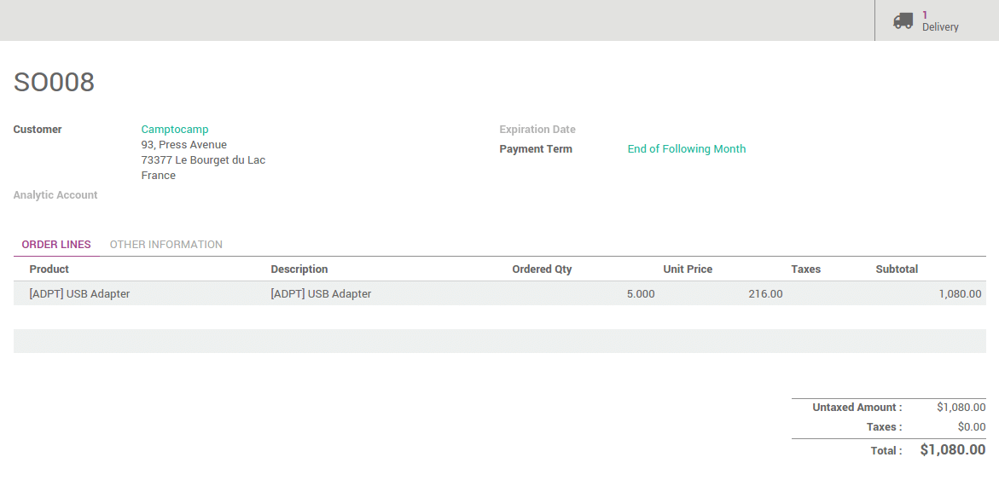 1
Delivery
SO008
Customer Camptocamp Expiration Date
93, Press Avenue Payment Term End of Following Month
73377 Le Bourget du Lac
France
Analytic Account
ORDER LINES OTHER INFORMATION
Product Description Ordered Qty Unit Price Taxes Subtotal
[ADPT] USB Adapter [ADPT] USB Adapter 5.000 216.00 1,080.00
Untaxed Amount : $1,080.00
Taxes : $0.00
Total : $1,080.00